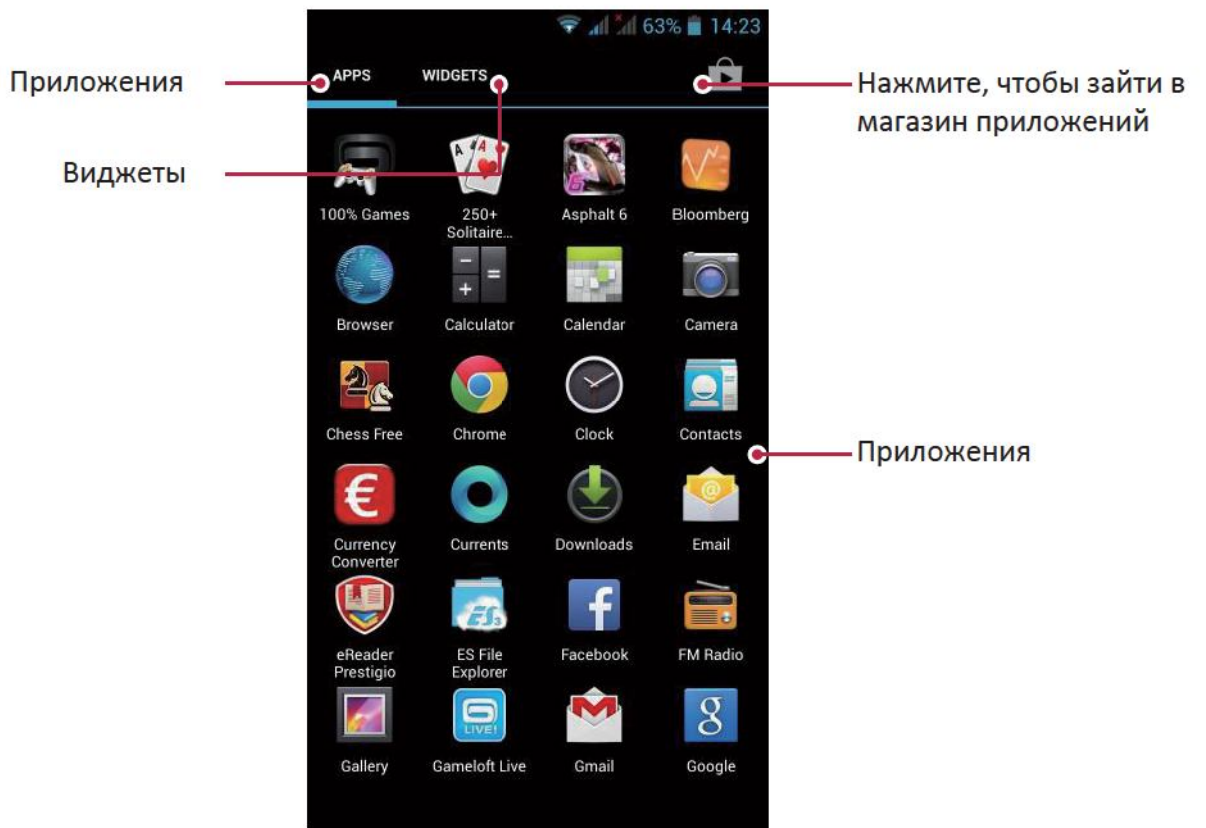 63% 14:23
Приложения
APPS WIDGETS
Нажмите, чтобы зайти в
магазин приложений
Виджеты
100% Games
250+
Solitaire...
Asphalt 6
Bloomberg
Browser
Calculator
Calendar
Camera
Chess Free
Chrome
Clock
Contacts
Приложения
Currency
Converter
Currents
Downloads
Email
eReader
Prestigio
ES File
Explorer
Facebook
FM Radio
LIVE!
Gallery
Gameloft Live
Gmail
Google